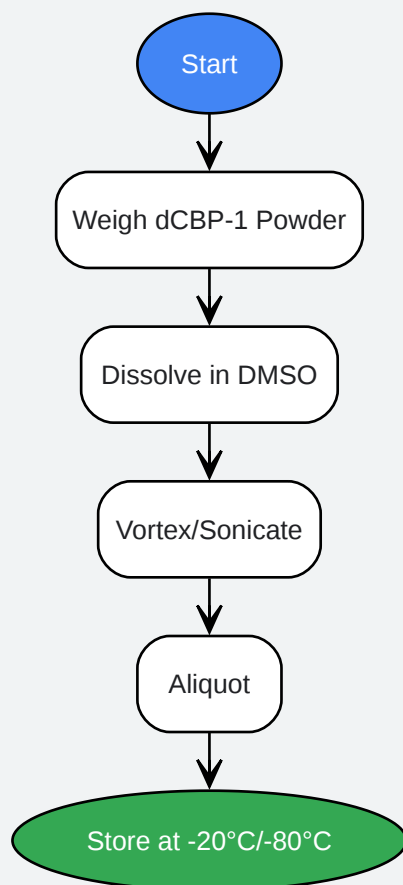 Start
Weigh dCBP-1 Powder
Dissolve in DMSO
Vortex/Sonicate
Aliquot
Store at -20°C/-80°C